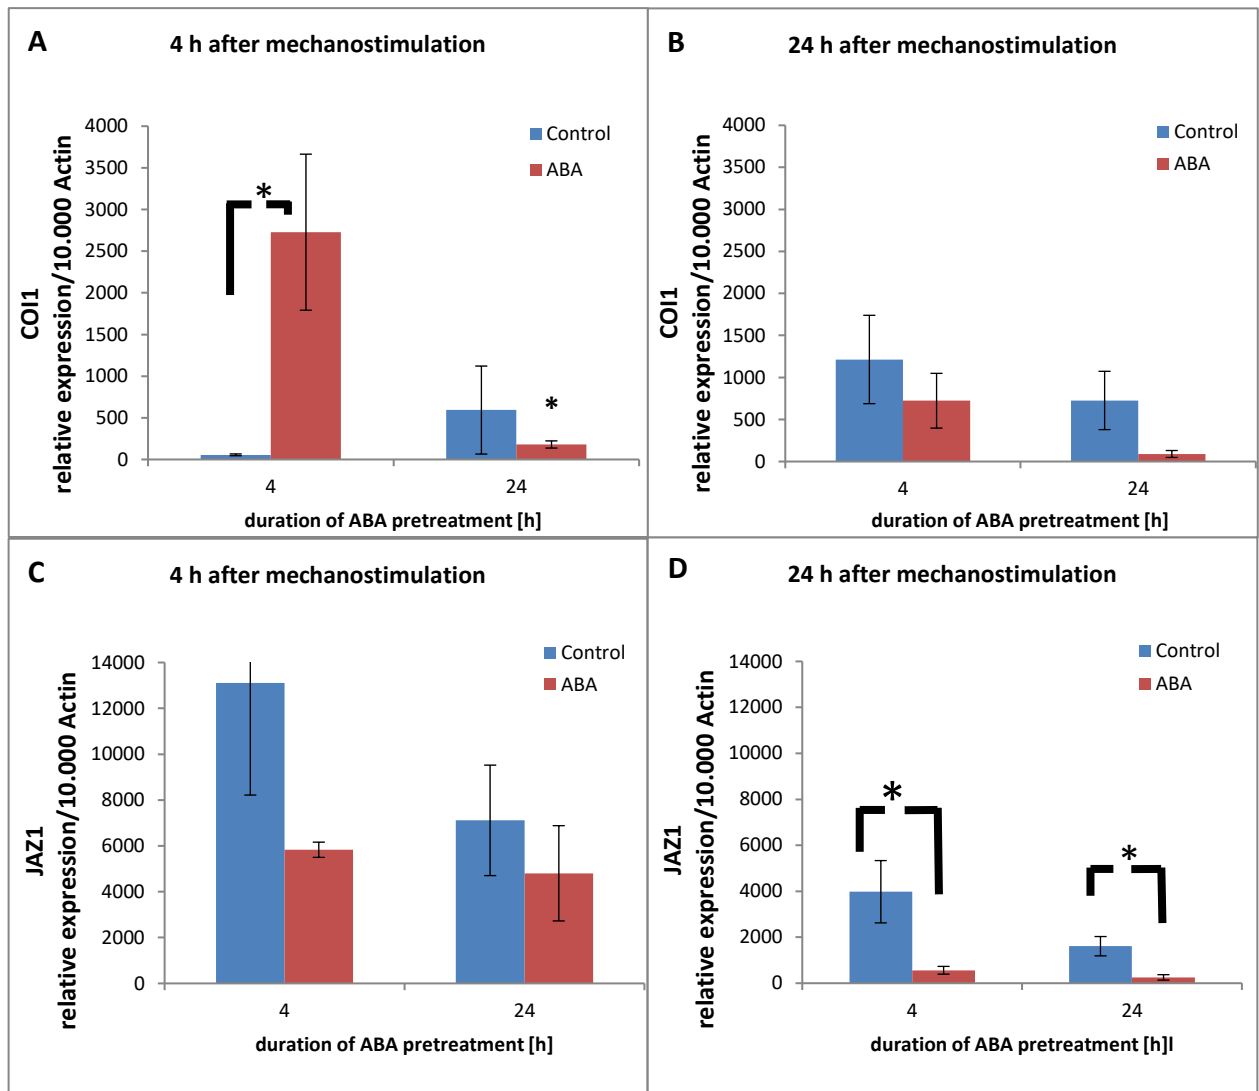 A
4 h after mechanostimulation
Control
ABA
4000
3500
3000
2500
2000
1500
1000
500
0
*
*
4
24
COI1
relative expression/10.000 Actin
duration of ABA pretreatment [h]
B
24 h after mechanostimulation
Control
ABA
4000
3500
3000
2500
2000
1500
1000
500
0
4
24
COI1
relative expression/10.000 Actin
duration of ABA pretreatment [h]
C
4 h after mechanostimulation
Control
ABA
14000
12000
10000
8000
6000
4000
2000
0
4
24
JAZ1
relative expression/10.000 Actin
duration of ABA pretreatment [h]
D
24 h after mechanostimulation
Control
ABA
14000
12000
10000
8000
6000
4000
2000
0
*
*
4
24
JAZ1
relative expression/10.000 Actin
duration of ABA pretreatment [h]l